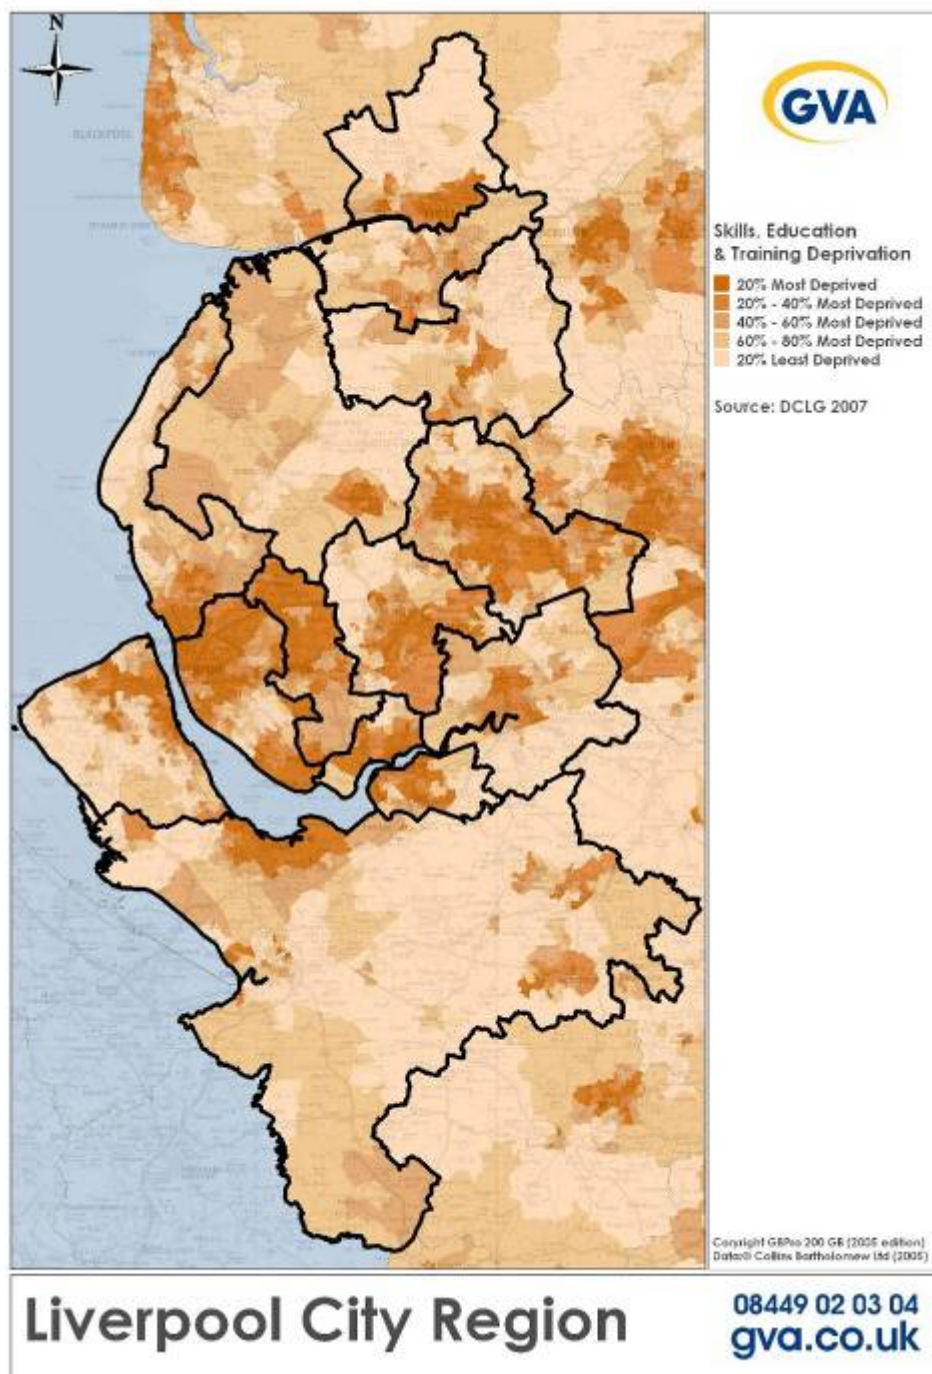 N
BLACKPOOL
GVA
Skills, Education
& Training Deprivation
20% Most Deprived
20% - 40% Most Deprived
40% - 60% Most Deprived
60% - 80% Most Deprived
20% Least Deprived
Source: DCLG 2007
Copyright GBPro 200 GB (2005 edition)
Data:© Collins Bartholomew Ltd (2005)
Liverpool City Region
08449 02 03 04
gva.co.uk